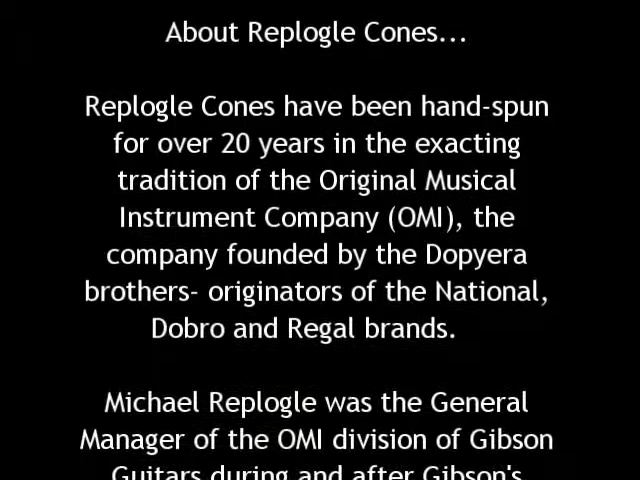 About Replogle Cones...
Replogle Cones have been hand-spun
for over 20 years in the exacting
tradition of the Original Musical
Instrument Company (OMI), the
company founded by the Dopyera
brothers- originators of the National,
Dobro and Regal brands.
Michael Replogle was the General
Manager of the OMI division of Gibson
Guitars during and after Gibson's